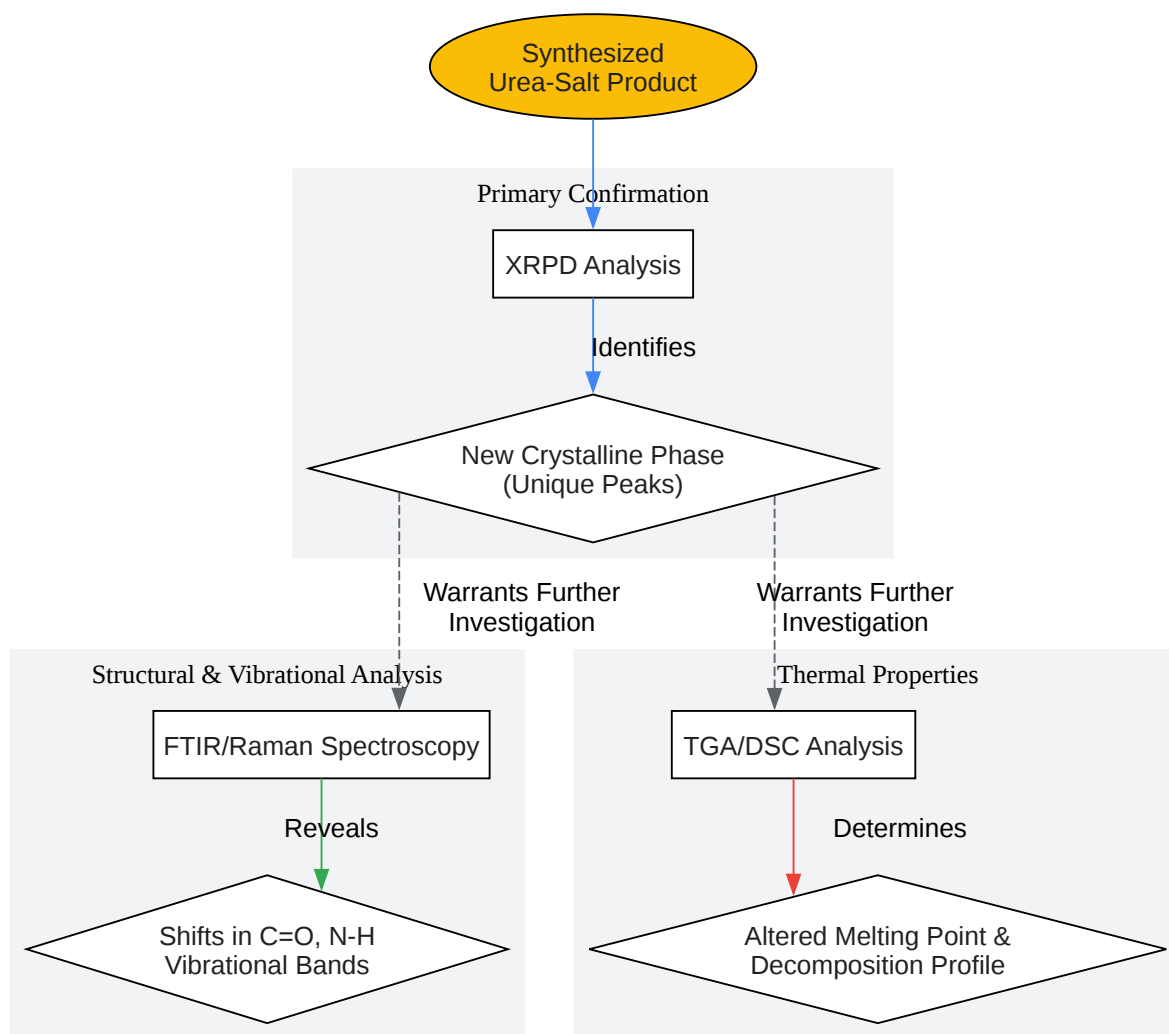 Synthesized
Urea-Salt Product
Primary Confirmation
XRPD Analysis
Identifies
New Crystalline Phase
(Unique Peaks)
Warrants Further
Investigation
Warrants Further
Investigation
Structural & Vibrational Analysis
FTIR/Raman Spectroscopy
Reveals
Shifts in C=O, N-H
Vibrational Bands
Thermal Properties
TGA/DSC Analysis
Determines
Altered Melting Point &
Decomposition Profile